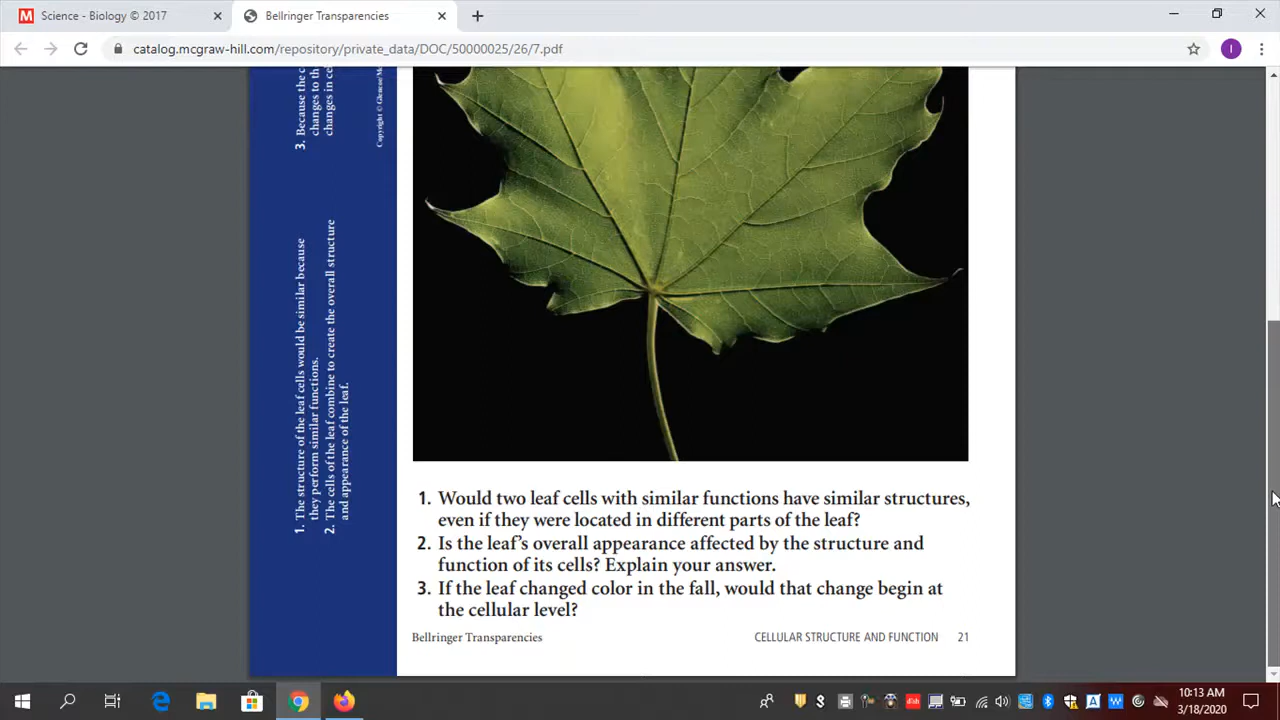 Science - Biology © 2017
Bellringer Transparencies
catalog.mcgraw-hill.com/repository/private_data/DOC/50000025/26/7.pdf
3. Because the
changes to
changes in
Copyright ©
1. The structure of the leaf cells would be similar because
they perform similar functions.
2. The cells of the leaf combine to create the overall structure
and appearance of the leaf.
1. Would two leaf cells with similar functions have similar structures,
even if they were located in different parts of the leaf?
2. Is the leaf's overall appearance affected by the structure and
function of its cells? Explain your answer.
3. If the leaf changed color in the fall, would that change begin at
the cellular level?
Bellringer Transparencies
CELLULAR STRUCTURE AND FUNCTION 21
10:13 AM
3/18/2020